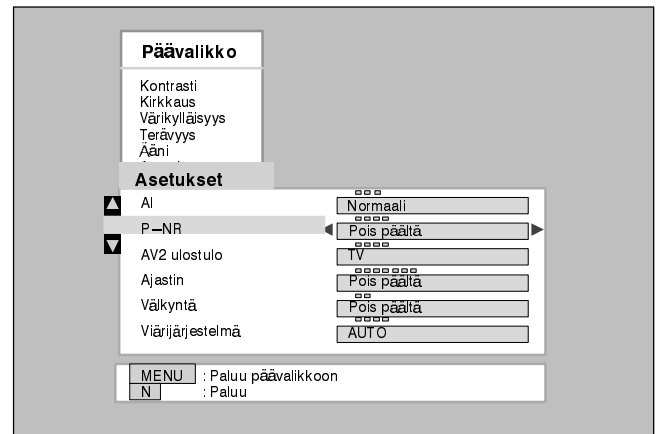 Päävalikko
Kontrasti
Kirkkaus
Värikylläisyys
Terävyys
Ääni
Asetukset
AI Normaali
P–NR Pois päältä
AV2 ulostulo TV
Ajastin Pois päältä
Välkyntä Pois päältä
Viärijärjestelmä AUTO
MENU : Paluu päävalikkoon
N : Paluu